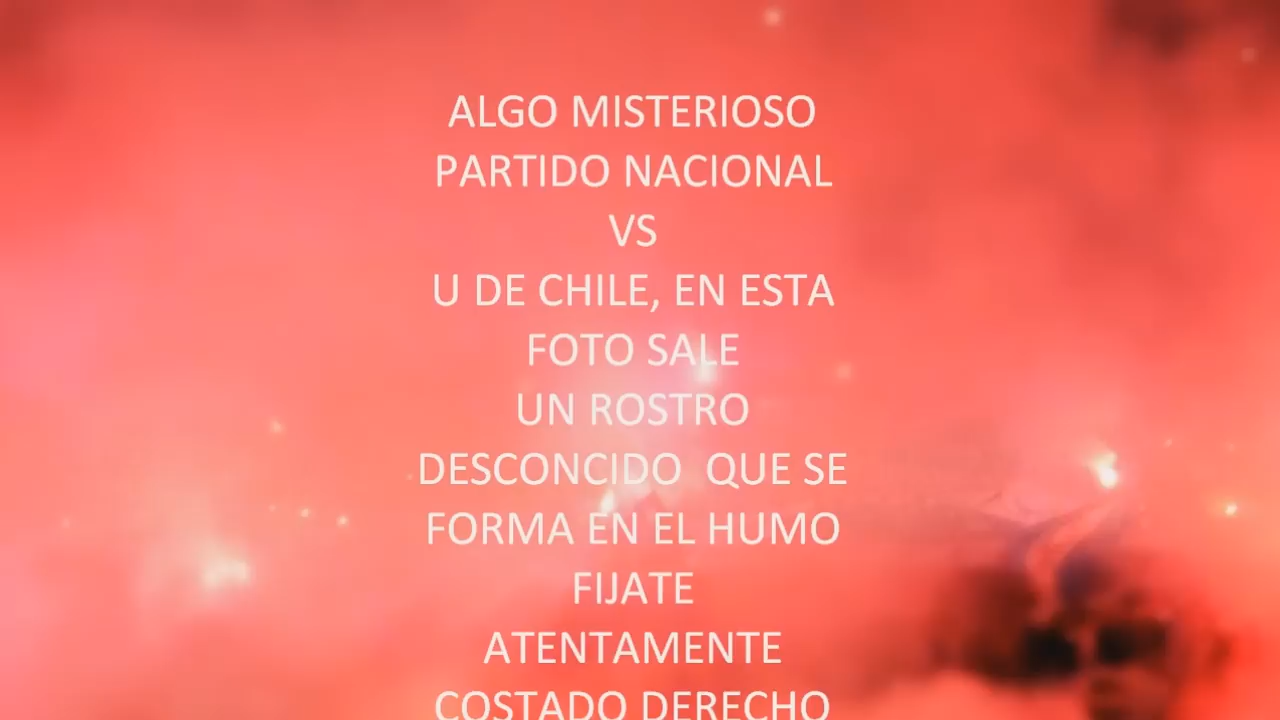 ALGO MISTERIOSO
PARTIDO NACIONAL
VS
U DE CHILE, EN ESTA
FOTO SALE
UN ROSTRO
DESCONCIDO  QUE SE
FORMA EN EL HUMO
FIJATE
ATENTAMENTE
COSTADO DERECHO